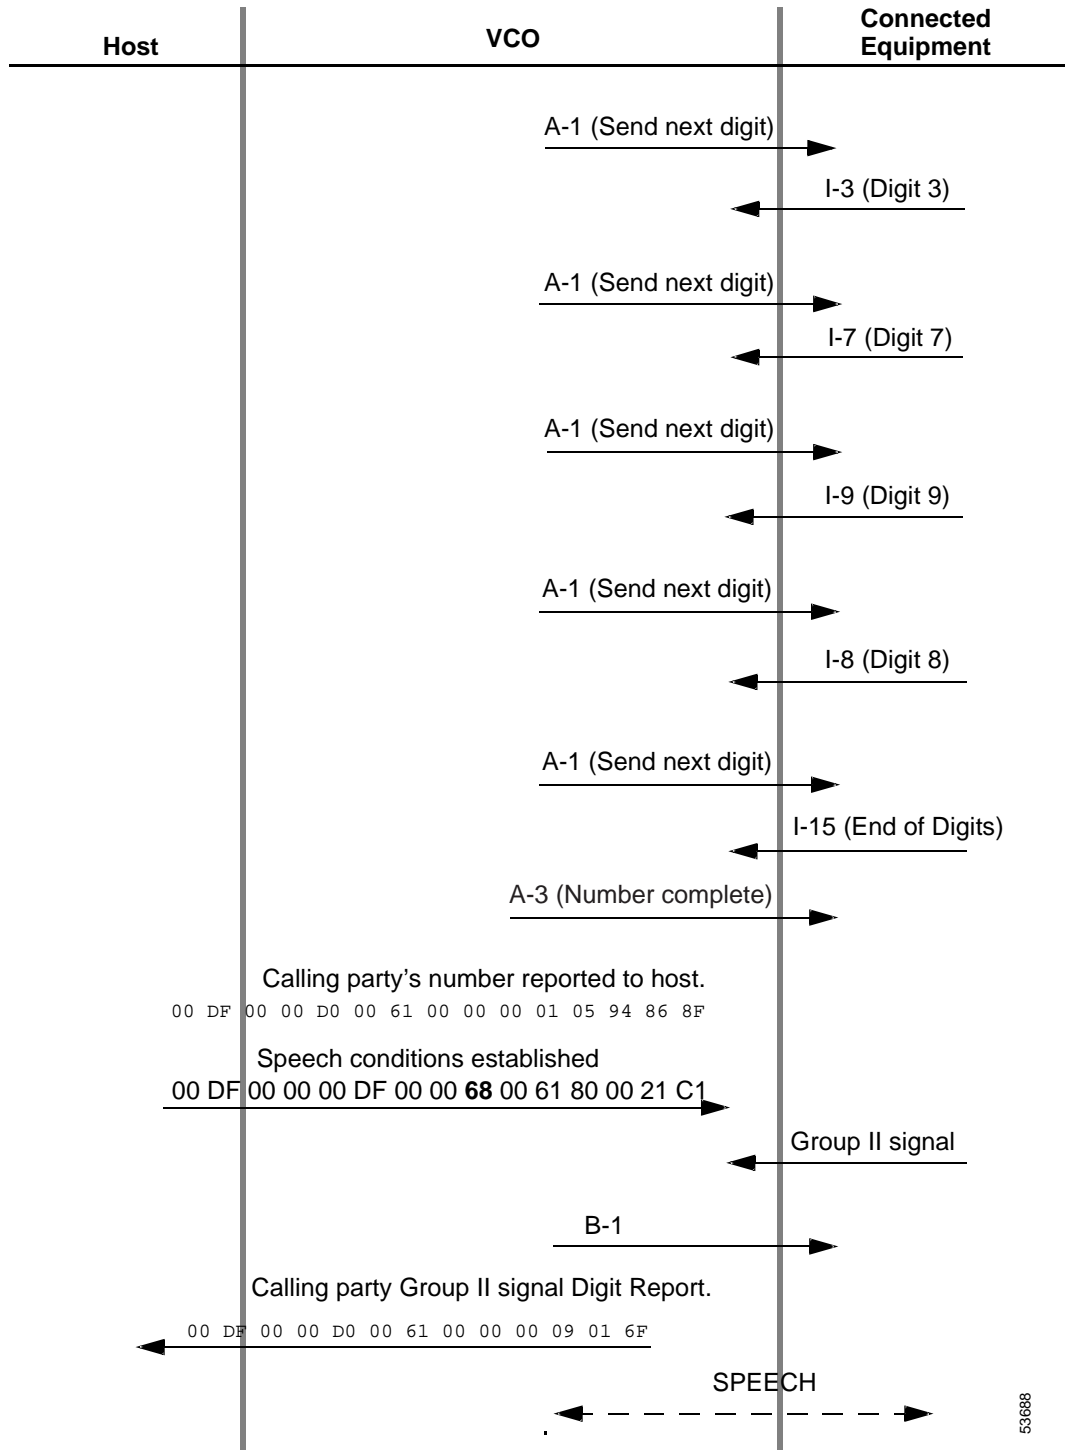 Host
VCO
Connected
Equipment
A-1 (Send next digit)
I-3 (Digit 3)
A-1 (Send next digit)
I-7 (Digit 7)
A-1 (Send next digit)
I-9 (Digit 9)
A-1 (Send next digit)
I-8 (Digit 8)
A-1 (Send next digit)
I-15 (End of Digits)
A-3 (Number complete)
Calling party’s number reported to host.
00 DF 00 00 D0 00 61 00 00 00 01 05 94 86 8F
Speech conditions established
00 DF 00 00 00 DF 00 00 68 00 61 80 00 21 C1
Group II signal
B-1
Calling party Group II signal Digit Report.
00 DF 00 00 D0 00 61 00 00 00 09 01 6F
SPEECH
53688